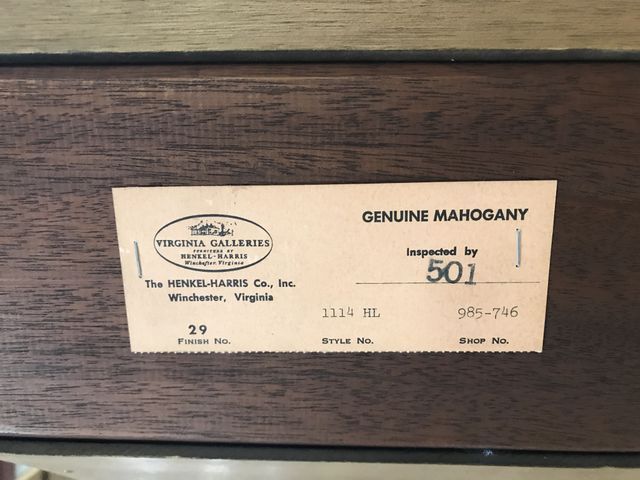 VIRGINIA GALLERIES
FURNITURE BY
HENKEL-HARRIS
Winchester, Virginia
The HENKEL-HARRIS Co., Inc.
Winchester, Virginia
29
FINISH NO.
GENUINE MAHOGANY
Inspected by
501
1114 HL
STYLE NO.
985-746
SHOP NO.